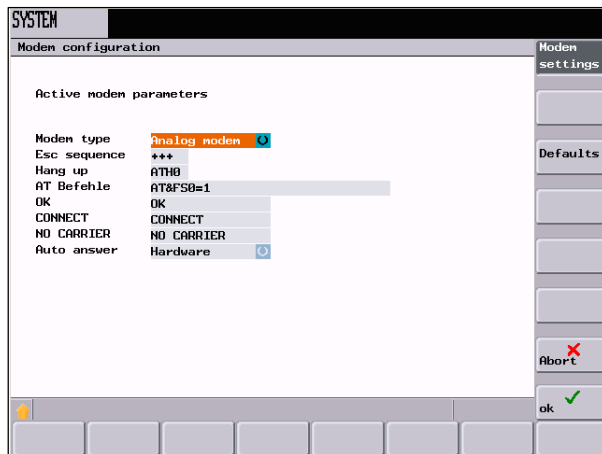 SYSTEM
Modem configuration
Modem
settings
Active modem parameters
Modem type Analog modem
Esc sequence +++
Hang up ATH0
AT Befehle AT&FS0=1
OK OK
CONNECT CONNECT
NO CARRIER NO CARRIER
Auto answer Hardware
Defaults
Abort
ok